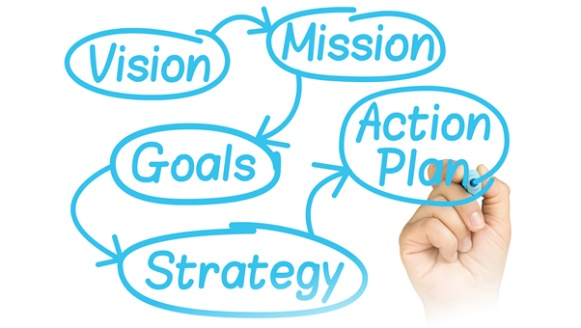 Vision
Mission
Goals
Strategy
Action
Plan